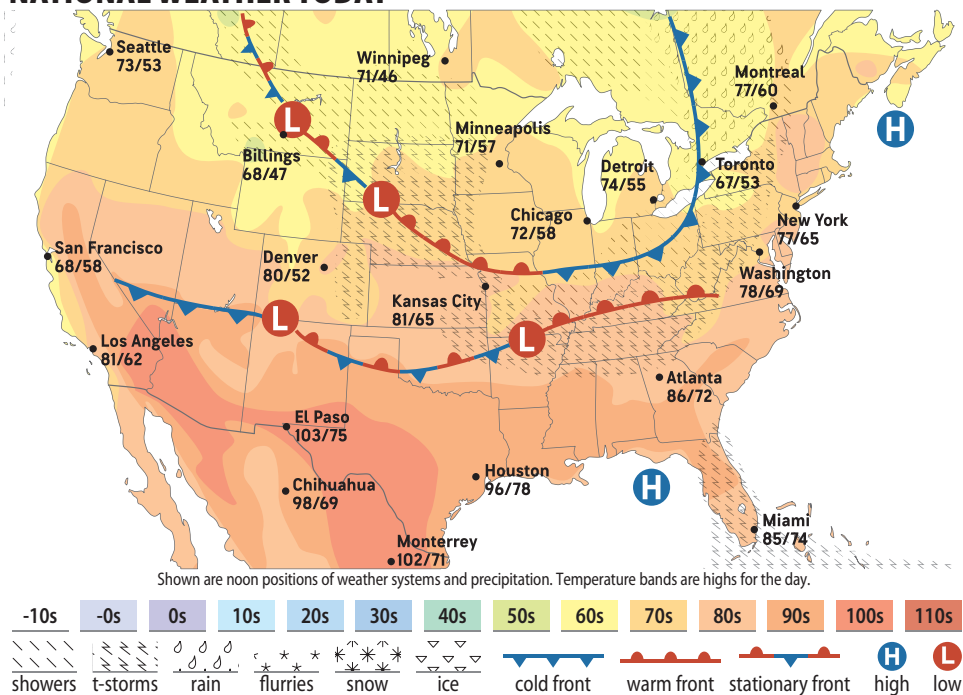 NATIONAL WEATHER TODAY
Seattle
73/53
Winnipeg
71/46
Montreal
77/60
H
L
Billings
68/47
Minneapolis
71/57
Detroit
74/55
Toronto
67/53
L
Chicago
72/58
New York
77/65
San Francisco
68/58
Denver
80/52
Washington
78/69
Kansas City
81/65
L
L
Los Angeles
81/62
Atlanta
86/72
El Paso
103/75
Houston
96/78
H
Chihuahua
98/69
Miami
85/74
Monterrey
102/71
Shown are noon positions of weather systems and precipitation. Temperature bands are highs for the day.
-10s -0s 0s 10s 20s 30s 40s 50s 60s 70s 80s 90s 100s 110s
H L
showers t-storms rain flurries snow ice cold front warm front stationary front high low